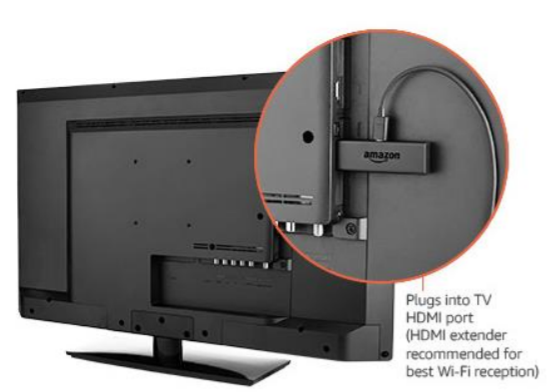 amazon
Plugs into TV
HDMI port
(HDMI extender
recommended for
best Wi-Fi reception)